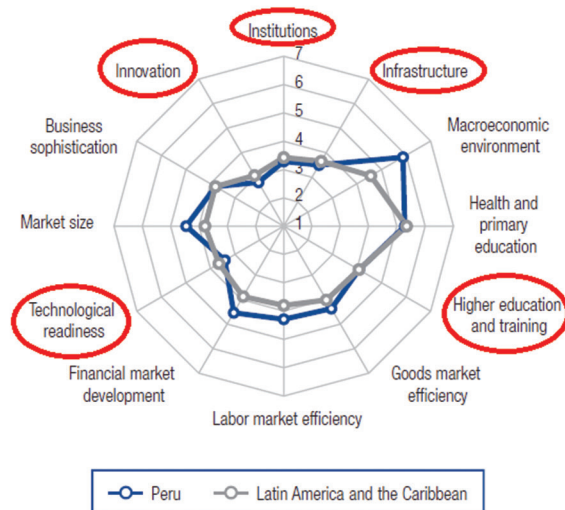 Institutions
7
6
5
4
3
2
1
Infrastructure
Macroeconomic
environment
Health and
primary
education
Higher education
and training
Goods market
efficiency
Labor market efficiency
Financial market
development
Technological
readiness
Market size
Business
sophistication
Innovation
Peru
Latin America and the Caribbean